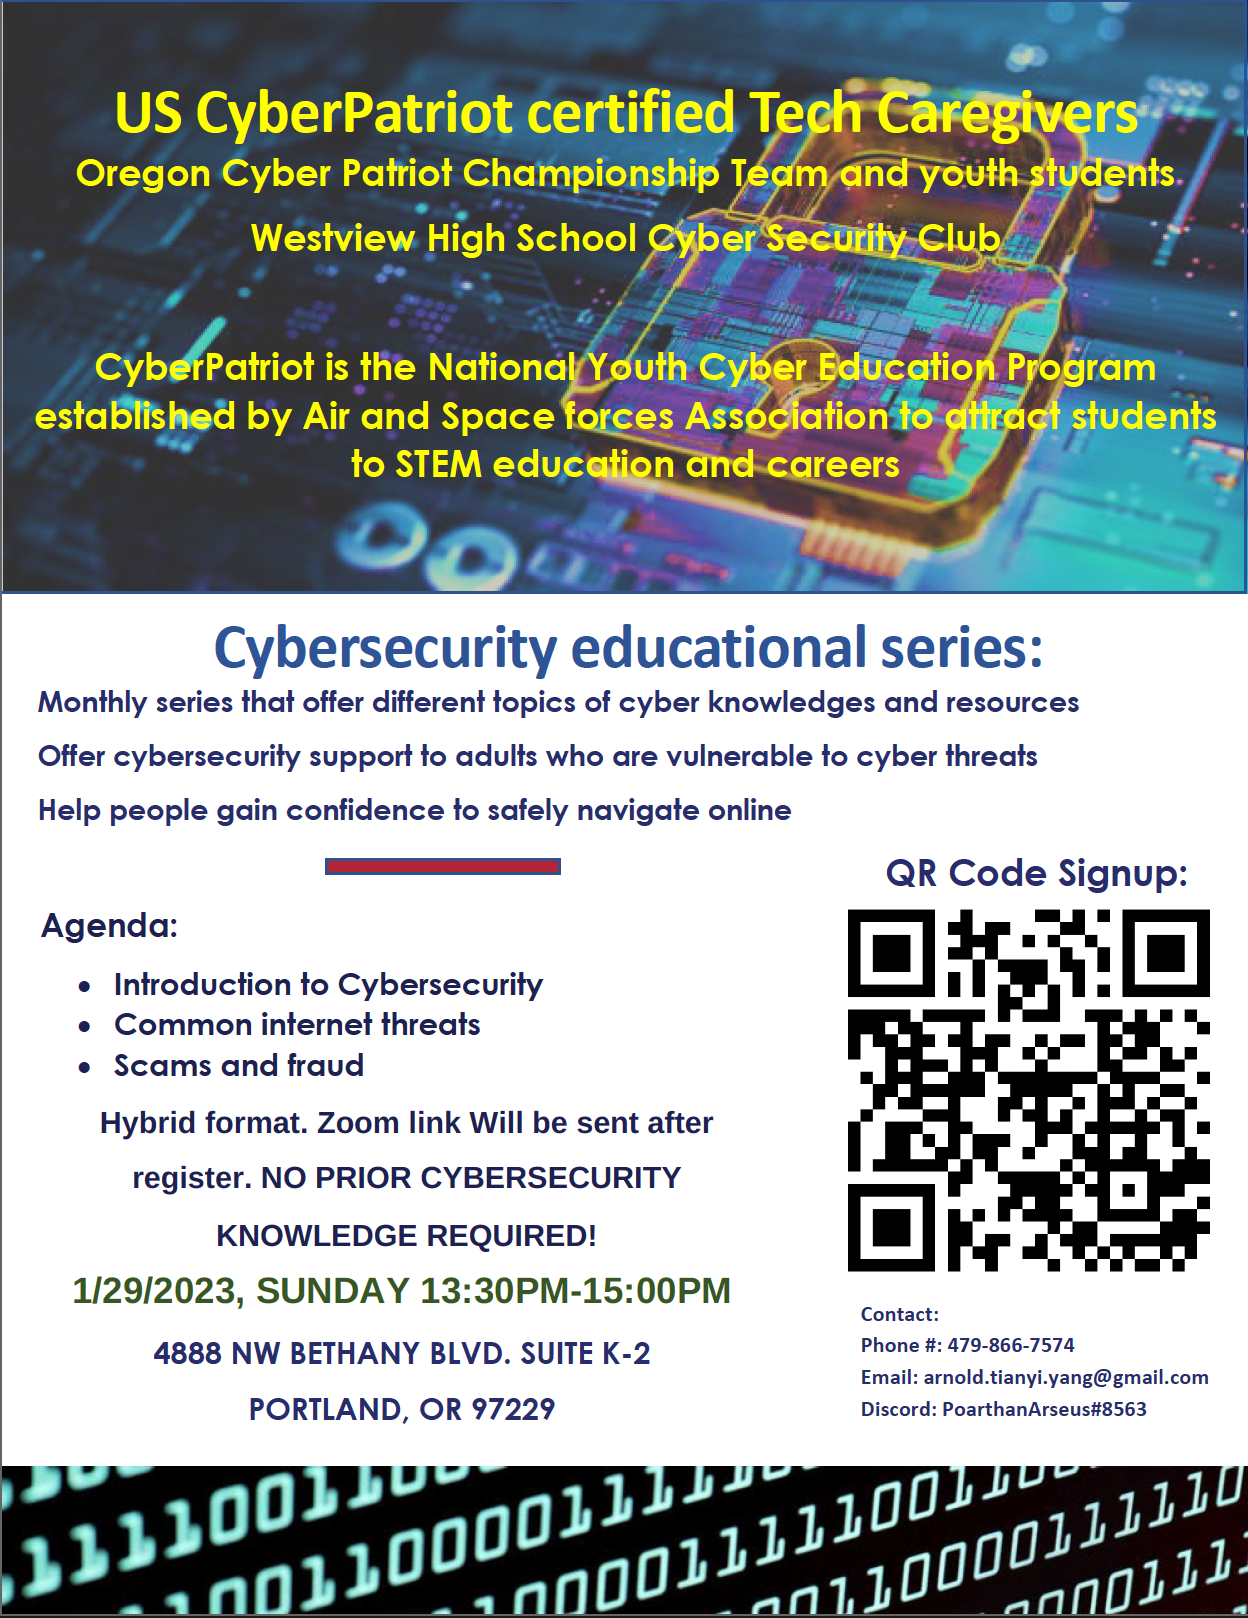 US CyberPatriot certified Tech Caregivers
Oregon Cyber Patriot Championship Team and youth students
Westview High School Cyber Security Club
CyberPatriot is the National Youth Cyber Education Program
established by Air and Space forces Association to attract students
to STEM education and careers
Cybersecurity educational series:
Monthly series that offer different topics of cyber knowledges and resources
Offer cybersecurity support to adults who are vulnerable to cyber threats
Help people gain confidence to safely navigate online
Agenda:
• Introduction to Cybersecurity
• Common internet threats
• Scams and fraud
Hybrid format. Zoom link Will be sent after
register. NO PRIOR CYBERSECURITY
KNOWLEDGE REQUIRED!
1/29/2023, SUNDAY 13:30PM-15:00PM
4888 NW BETHANY BLVD. SUITE K-2
PORTLAND, OR 97229
QR Code Signup:
Contact:
Phone #: 479-866-7574
Email: arnold.tianyi.yang@gmail.com
Discord: PoarthanArseus#8563